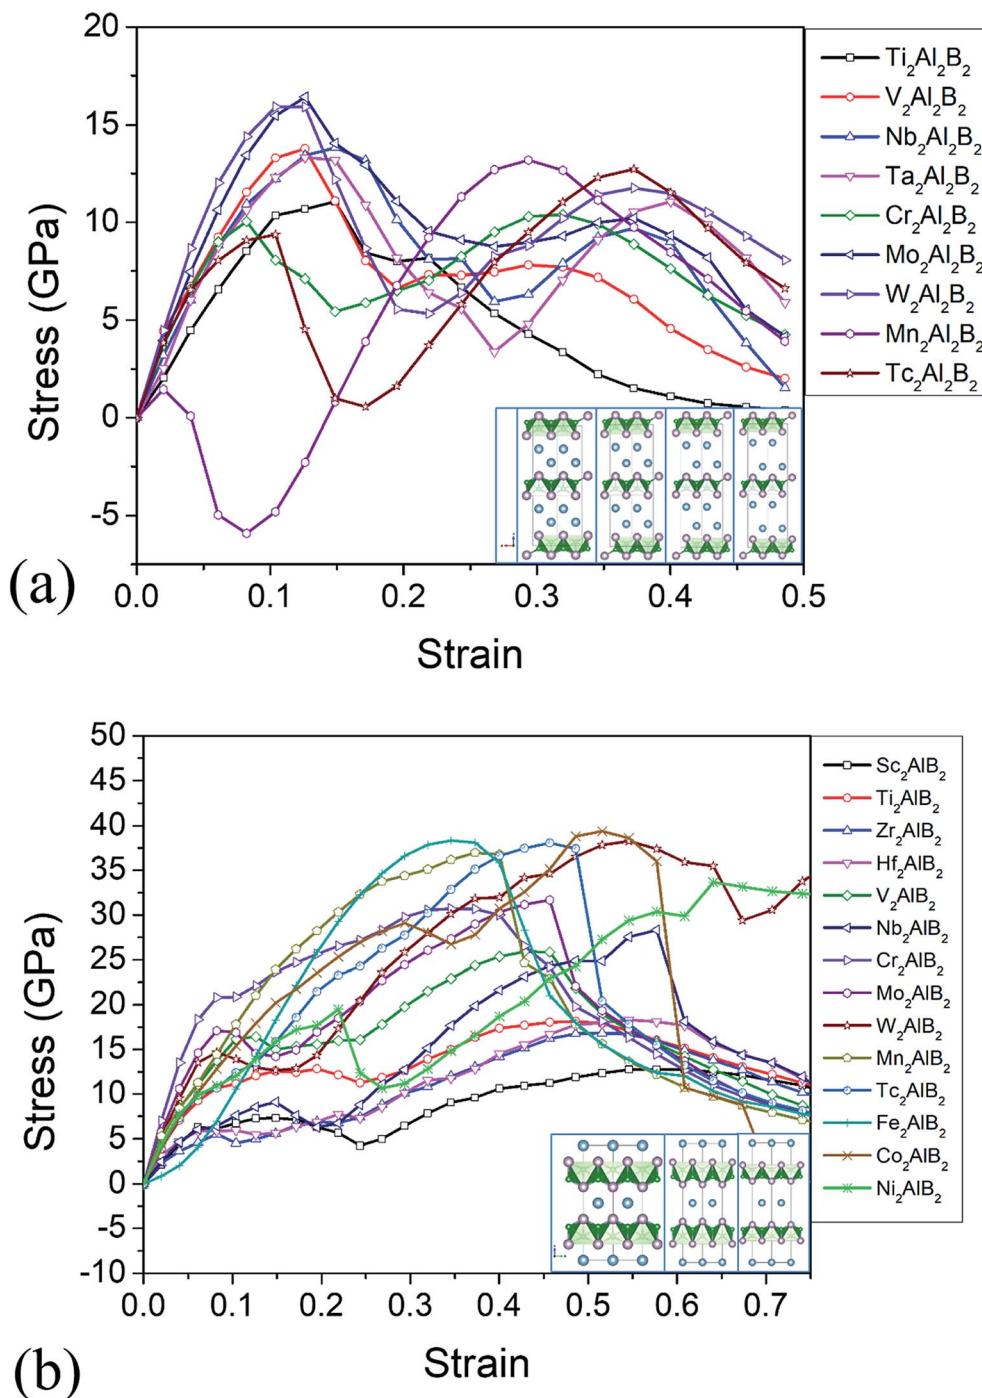 20
15
10
5
0
-5
Stress (GPa)
0.0 0.1 0.2 0.3 0.4 0.5
Strain
(a)
Ti₂Al₂B₂
V₂Al₂B₂
Nb₂Al₂B₂
Ta₂Al₂B₂
Cr₂Al₂B₂
Mo₂Al₂B₂
W₂Al₂B₂
Mn₂Al₂B₂
Tc₂Al₂B₂
50
45
40
35
30
25
20
15
10
5
0
-5
-10
Stress (GPa)
0.0 0.1 0.2 0.3 0.4 0.5 0.6 0.7
Strain
(b)
Sc₂AlB₂
Ti₂AlB₂
Zr₂AlB₂
Hf₂AlB₂
V₂AlB₂
Nb₂AlB₂
Cr₂AlB₂
Mo₂AlB₂
W₂AlB₂
Mn₂AlB₂
Tc₂AlB₂
Fe₂AlB₂
Co₂AlB₂
Ni₂AlB₂